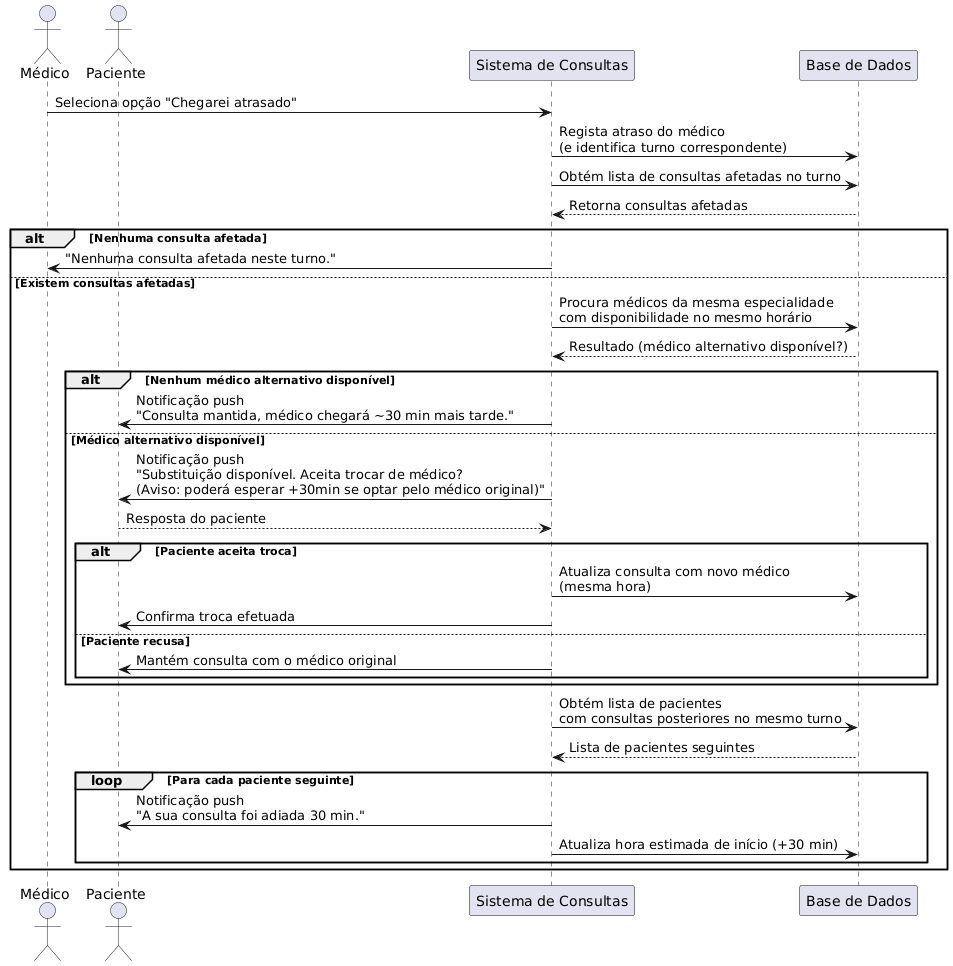 Médico
Paciente
Sistema de Consultas
Base de Dados
Seleciona opção "Chegarei atrasado"
Regista atraso do médico
(e identifica turno correspondente)
Obtém lista de consultas afetadas no turno
Retorna consultas afetadas
alt
[Nenhuma consulta afetada]
"Nenhuma consulta afetada neste turno."
[Existem consultas afetadas]
Procura médicos da mesma especialidade
com disponibilidade no mesmo horário
Resultado (médico alternativo disponível?)
alt
[Nenhum médico alternativo disponível]
Notificação push
"Consulta mantida, médico chegará ~30 min mais tarde."
[Médico alternativo disponível]
Notificação push
"Substituição disponível. Aceita trocar de médico?
(Aviso: poderá esperar +30min se optar pelo médico original)"
Resposta do paciente
alt
[Paciente aceita troca]
Atualiza consulta com novo médico
(mesma hora)
Confirma troca efetuada
[Paciente recusa]
Mantém consulta com o médico original
Obtém lista de pacientes
com consultas posteriores no mesmo turno
Lista de pacientes seguintes
loop
[Para cada paciente seguinte]
Notificação push
"A sua consulta foi adiada 30 min."
Atualiza hora estimada de início (+30 min)
Médico
Paciente
Sistema de Consultas
Base de Dados